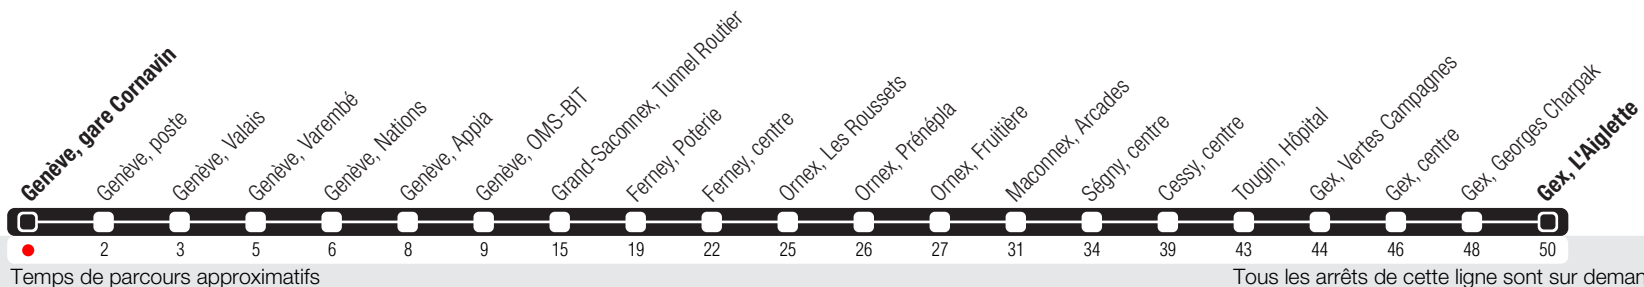 Genève, gare Cornavin
Genève, poste
Genève, Valais
Genève, Varembé
Genève, Nations
Genève, Appia
Genève, OMS-BIT
Grand-Saconnex, Tunnel Routier
Ferney, Poterie
Ferney, centre
Ornex, Les Roussets
Ornex, Prénépla
Ornex, Fruitière
Maconnex, Arcades
Ségny, centre
Cessy, centre
Tougin, Hôpital
Gex, Vertes Campagnes
Gex, centre
Gex, Georges Charpak
Gex, L'Aiglette
2 3 5 6 8 9 15 19 22 25 26 27 31 34 39 43 44 46 48 50
Temps de parcours approximatifs
Tous les arrêts de cette ligne sont sur deman